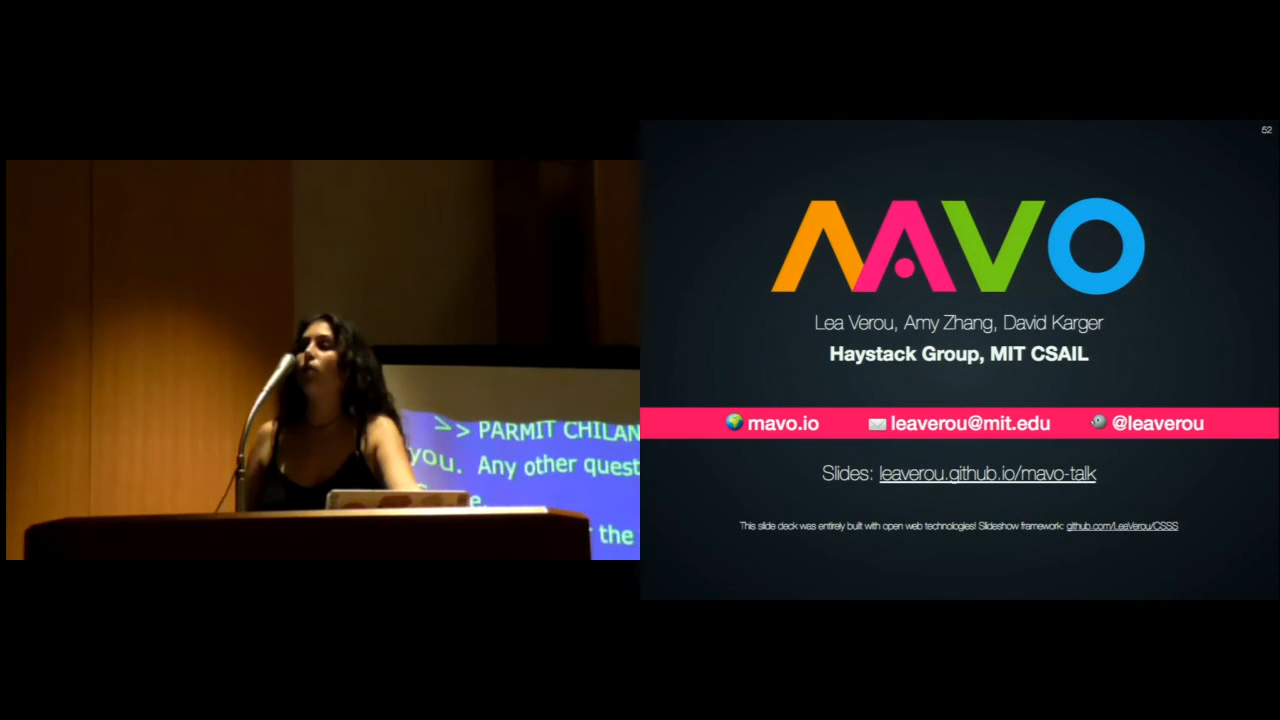 >> PARMIT CHILAN
you. Any other quest
e.
the
52
MAVO
Lea Verou, Amy Zhang, David Karger
Haystack Group, MIT CSAIL
mavo.io
leaverou@mit.edu
@leaverou
Slides: leaverou.github.io/mavo-talk
This slide deck was entirely built with open web technologies! Slideshow framework: github.com/LeaVerou/CSSS